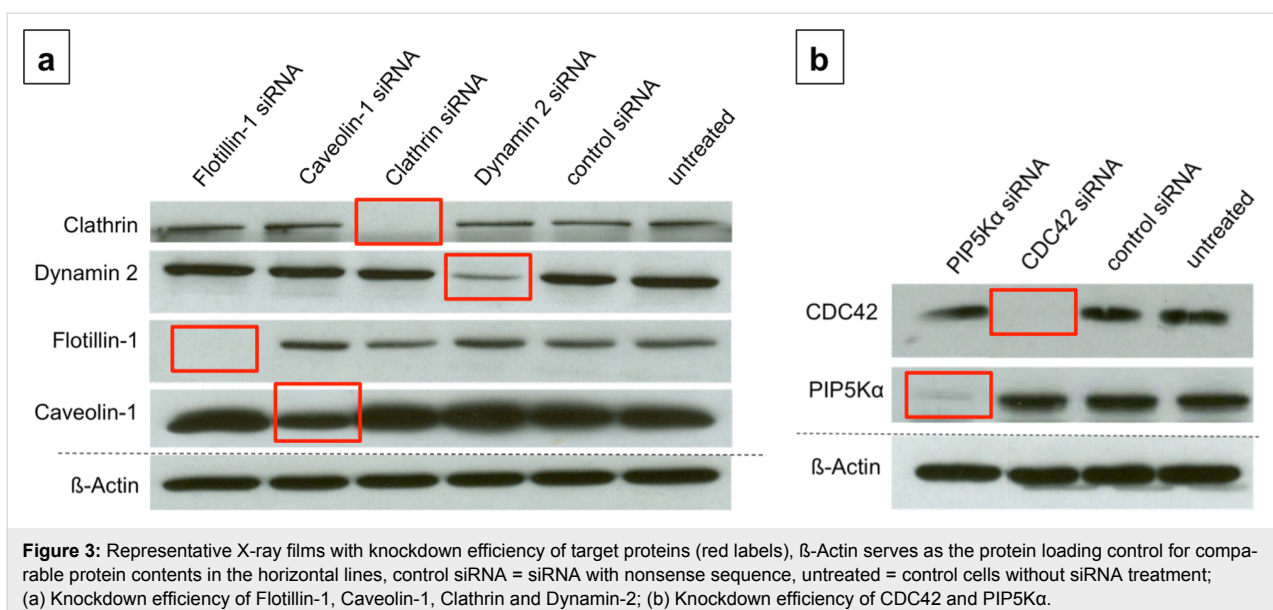 a
b
Flotillin-1 siRNA
Caveolin-1 siRNA
Clathrin siRNA
Dynamin 2 siRNA
control siRNA
untreated
Clathrin
Dynamin 2
Flotillin-1
Caveolin-1
ß-Actin
PIP5Kα siRNA
CDC42 siRNA
control siRNA
untreated
CDC42
PIP5Kα
ß-Actin
Figure 3: Representative X-ray films with knockdown efficiency of target proteins (red labels), ß-Actin serves as the protein loading control for compa-
rable protein contents in the horizontal lines, control siRNA = siRNA with nonsense sequence, untreated = control cells without siRNA treatment;
(a) Knockdown efficiency of Flotillin-1, Caveolin-1, Clathrin and Dynamin-2; (b) Knockdown efficiency of CDC42 and PIP5Kα.